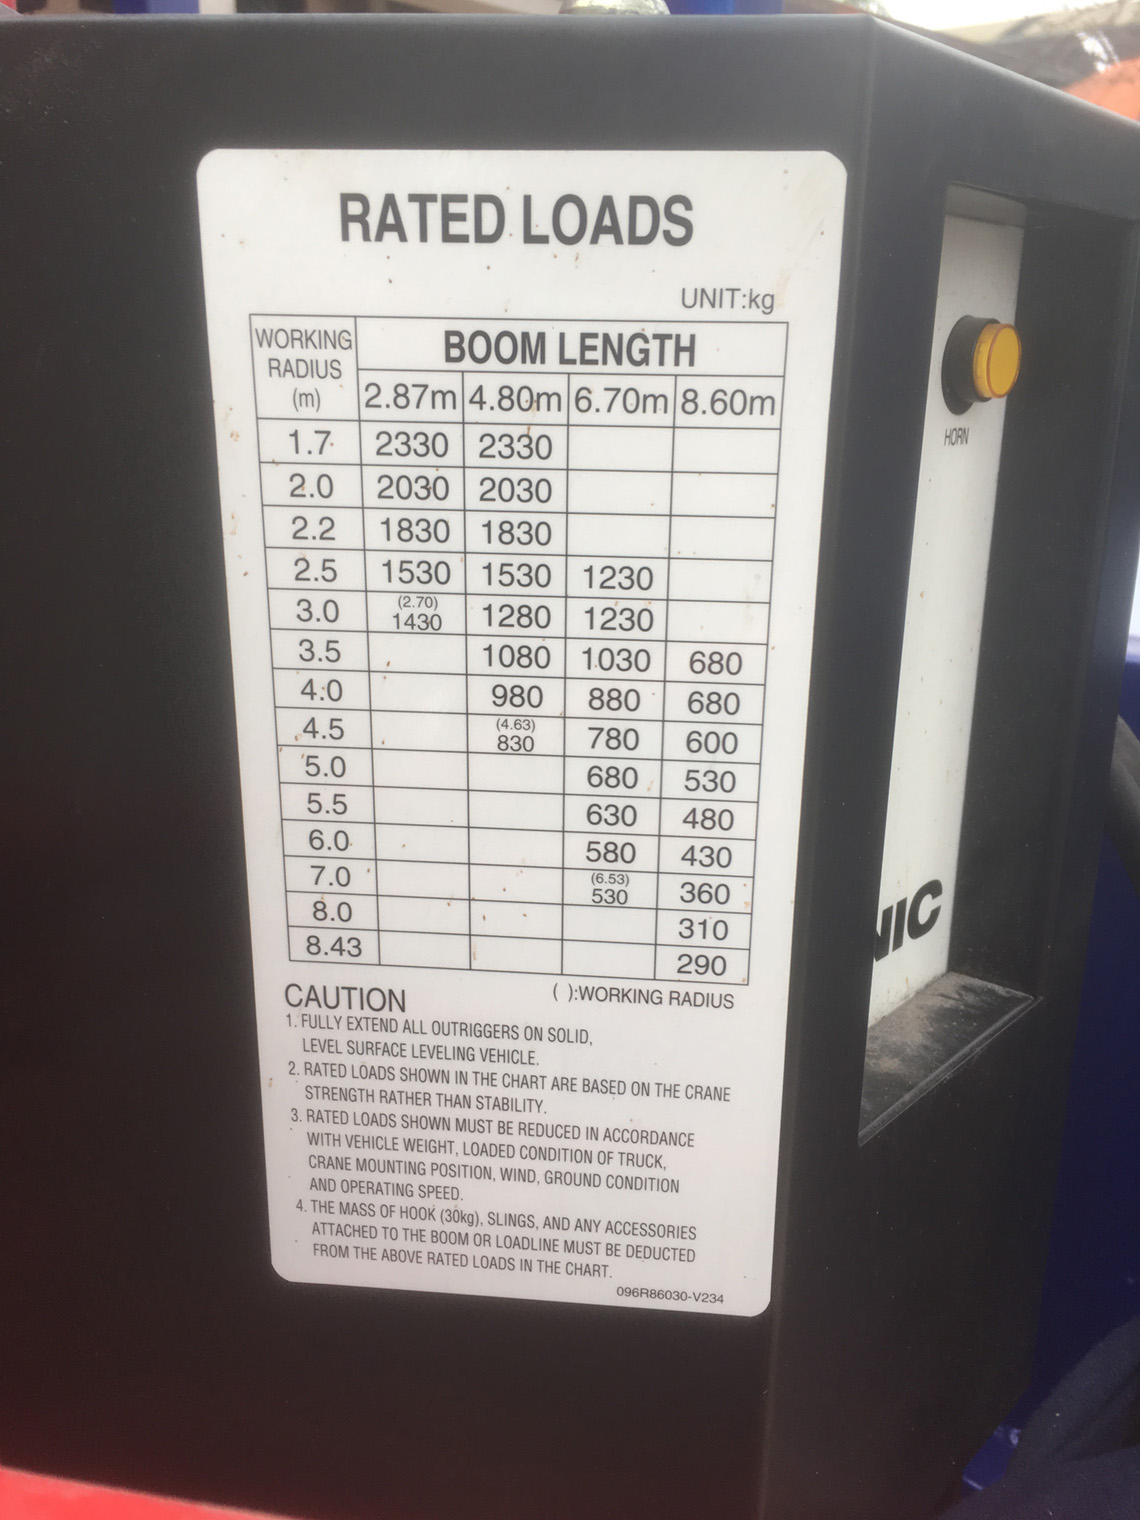 RATED LOADS
UNIT:kg
WORKING RADIUS (m) BOOM LENGTH
2.87m 4.80m 6.70m 8.60m
1.7 2330 2330
2.0 2030 2030
2.2 1830 1830
2.5 1530 1530 1230
3.0 (2.70) 1430 1280 1230
3.5 1080 1030 680
4.0 980 880 680
4.5 (4.63) 830 780 600
5.0 680 530
5.5 630 480
6.0 580 430
7.0 (6.53) 530 360
8.0 310
8.43 290
( ):WORKING RADIUS
CAUTION
1. FULLY EXTEND ALL OUTRIGGERS ON SOLID,
LEVEL SURFACE LEVELING VEHICLE.
2. RATED LOADS SHOWN IN THE CHART ARE BASED ON THE CRANE
STRENGTH RATHER THAN STABILITY.
3. RATED LOADS SHOWN MUST BE REDUCED IN ACCORDANCE
WITH VEHICLE WEIGHT, LOADED CONDITION OF TRUCK,
CRANE MOUNTING POSITION, WIND, GROUND CONDITION
AND OPERATING SPEED.
4. THE MASS OF HOOK (30kg), SLINGS, AND ANY ACCESSORIES
ATTACHED TO THE BOOM OR LOADLINE MUST BE DEDUCTED
FROM THE ABOVE RATED LOADS IN THE CHART.
096R86030-V234
HORN
NIC